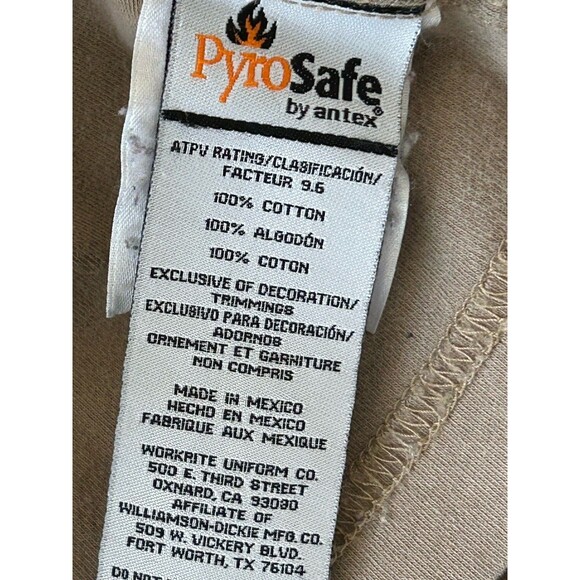 PyroSafe
by antex®
ATPV RATING/CLASIFICACIÓN/
FACTEUR 9.6
100% COTTON
100% ALGODÓN
100% COTON
EXCLUSIVE OF DECORATION/
TRIMMINGS
EXCLUSIVO PARA DECORACIÓN/
ADORNOS
ORNEMENT ET GARNITURE
NON COMPRIS
MADE IN MEXICO
HECHO EN MEXICO
FABRIQUE AUX MEXIQUE
WORKRITE UNIFORM CO.
500 E. THIRD STREET
OXNARD, CA 93030
AFFILIATE OF
WILLIAMSON-DICKIE MFG. CO.
509 W. VICKERY BLVD.
FORT WORTH, TX 76104
DO NOT